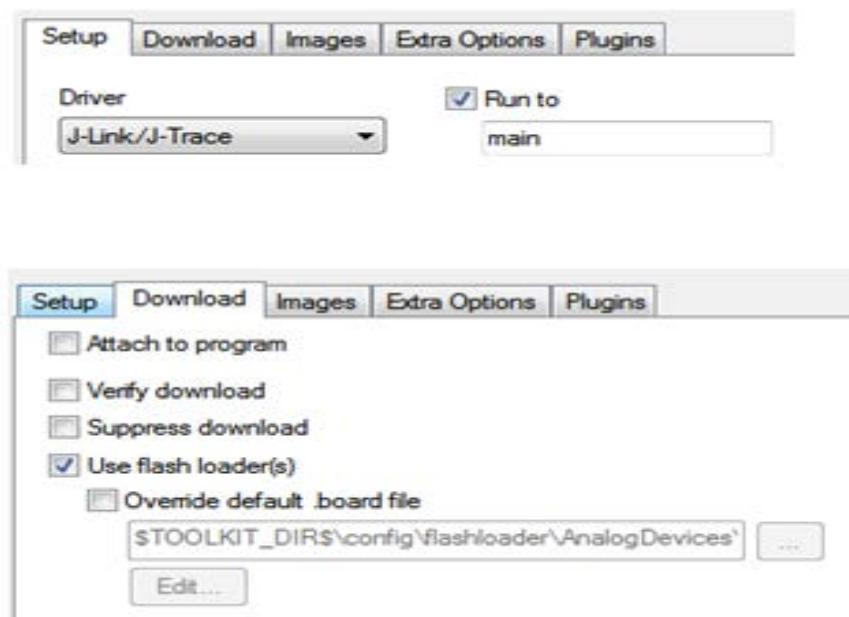 Setup Download Images Extra Options Plugins
Driver
Run to
J-Link/J-Trace
main
Setup Download Images Extra Options Plugins
Attach to program
Verify download
Suppress download
Use flash loader(s)
Override default .board file
$TOOLKIT_DIR$\config\flashloader\AnalogDevices\
...
Edit...